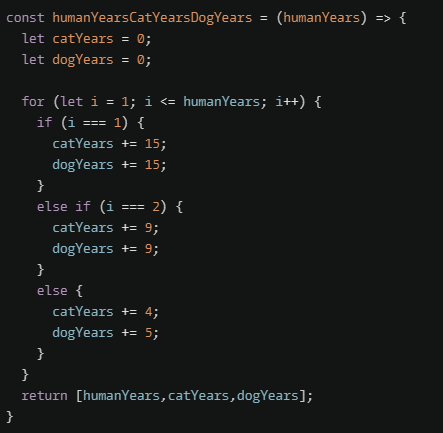 const humanYearsCatYearsDogYears = (humanYears) => {
  let catYears = 0;
  let dogYears = 0;

  for (let i = 1; i <= humanYears; i++) {
    if (i === 1) {
      catYears += 15;
      dogYears += 15;
    }
    else if (i === 2) {
      catYears += 9;
      dogYears += 9;
    }
    else {
      catYears += 4;
      dogYears += 5;
    }
  }
  return [humanYears,catYears,dogYears];
}